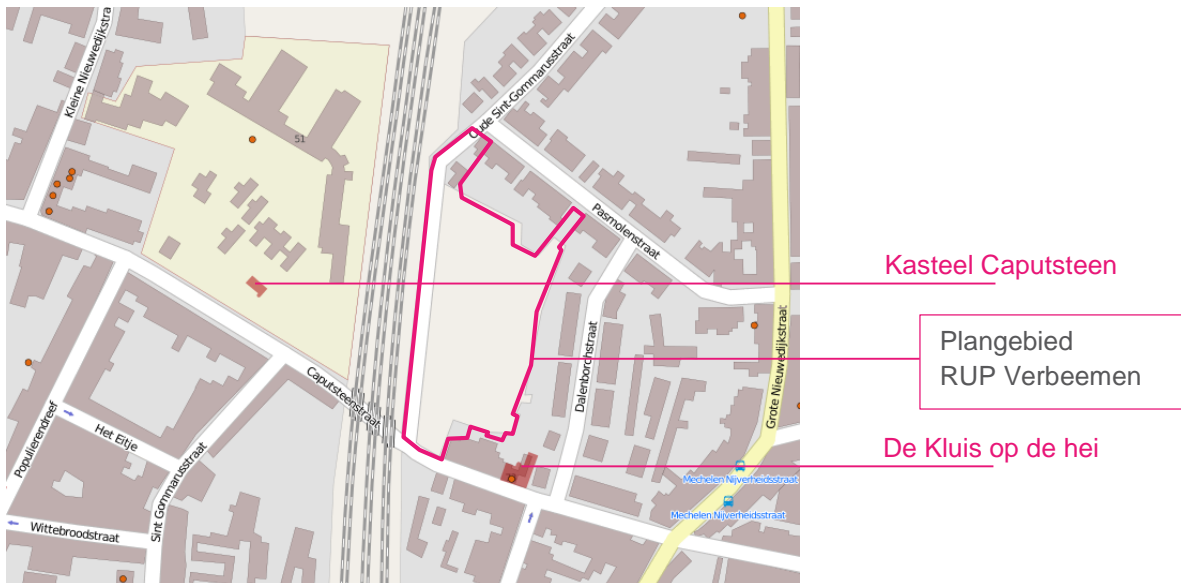 Kleine Nieuwedijkstra
Oude Sint-Gommarusstraat
51
Pasmolenstraat
Kasteel Caputsteen
Plangebied
RUP Verbeemen
Grote Nieuwedijkstraat
Dalenborchstraat
Caputsteenstraat
Populierendreef
Het Eitje
Sint Gommarusstraat
De Kluis op de hei
Mechelen Nijverheidsstraat
Mechelen Nijverheidsstraat
Wittebroodstraat